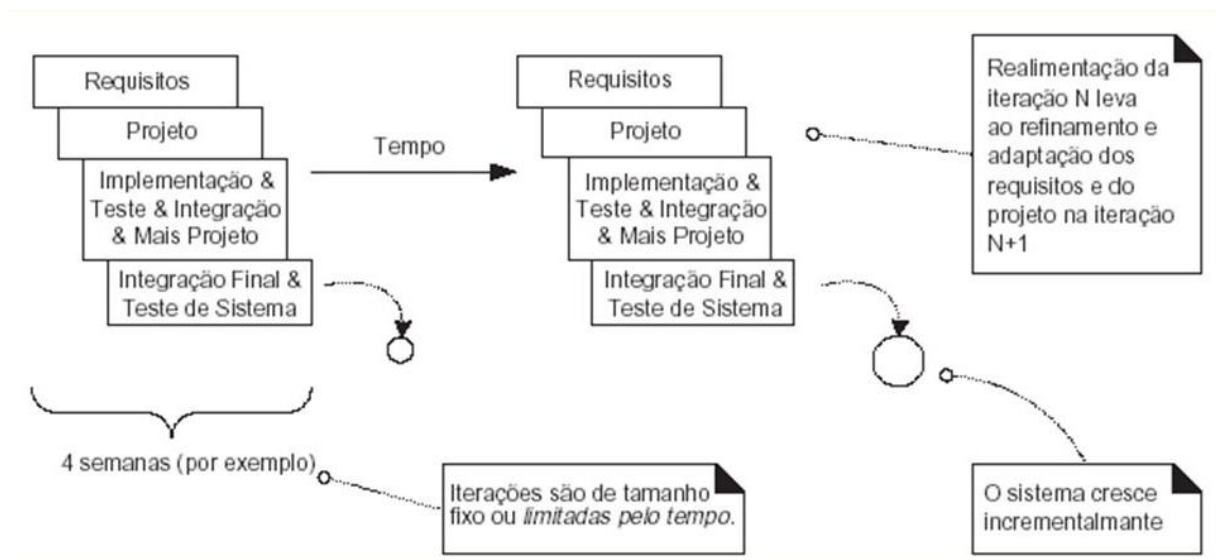 Requisitos
Projeto
Implementação &
Teste & Integração
& Mais Projeto
Integração Final &
Teste de Sistema
Tempo
Requisitos
Projeto
Implementação &
Teste & Integração
& Mais Projeto
Integração Final &
Teste de Sistema
Realimentação da
iteração N leva
ao refinamento e
adaptação dos
requisitos e do
projeto na iteração
N+1
4 semanas (por exemplo)
Iterações são de tamanho
fixo ou limitadas pelo tempo.
O sistema cresce
incrementalmante